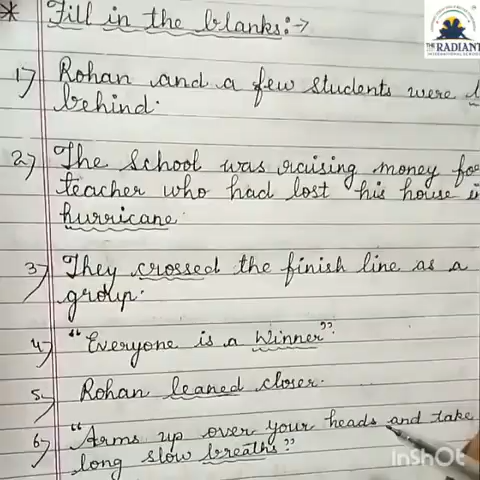 * Fill in the blanks:→
1) Rohan and a few students were
behind.
2) The School was raising money for
teacher who had lost his house
hurricane.
3) They crossed the finish line as a
group.
4) "Everyone is a Winner".
5) Rohan leaned closer.
6) "Arms up over your heads and take
long slow breaths."
THE RADIANT
INTERNATIONAL SCHOOL
InShOt